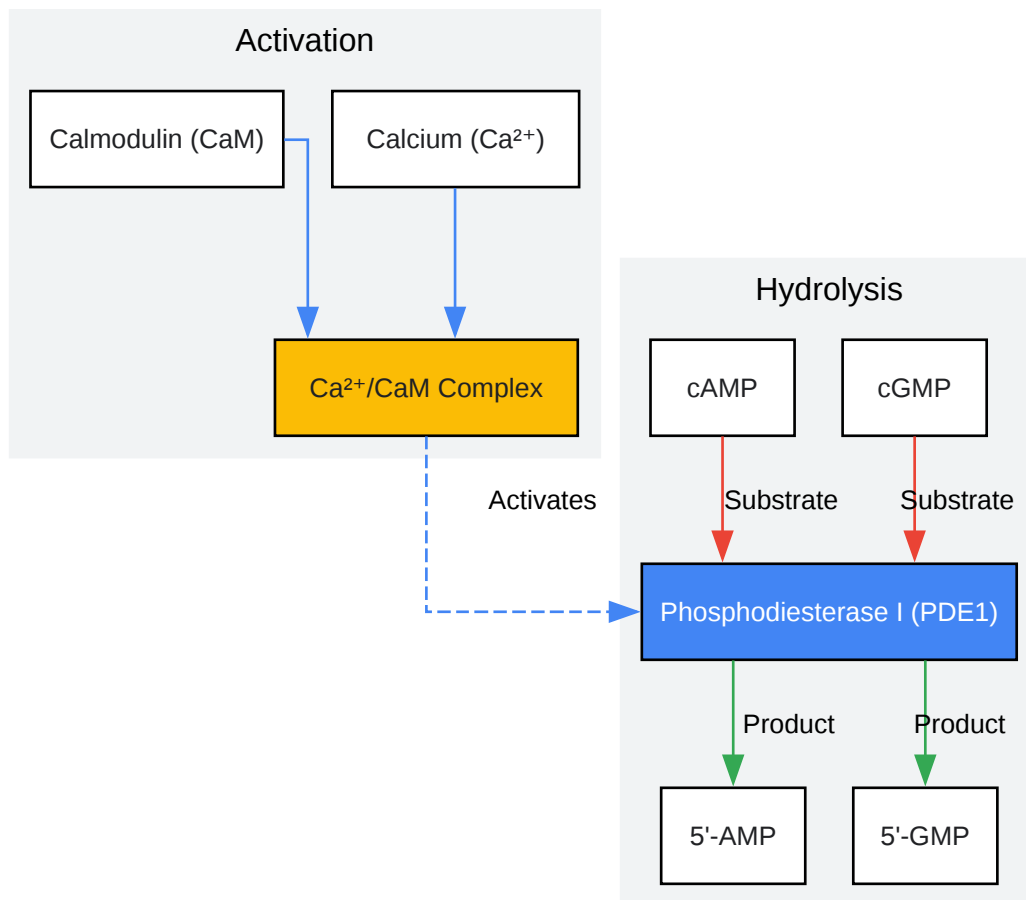 Activation
Calmodulin (CaM)
Calcium (Ca²⁺)
Ca²⁺/CaM Complex
Activates
Hydrolysis
cAMP
cGMP
Substrate
Substrate
Phosphodiesterase I (PDE1)
Product
Product
5'-AMP
5'-GMP